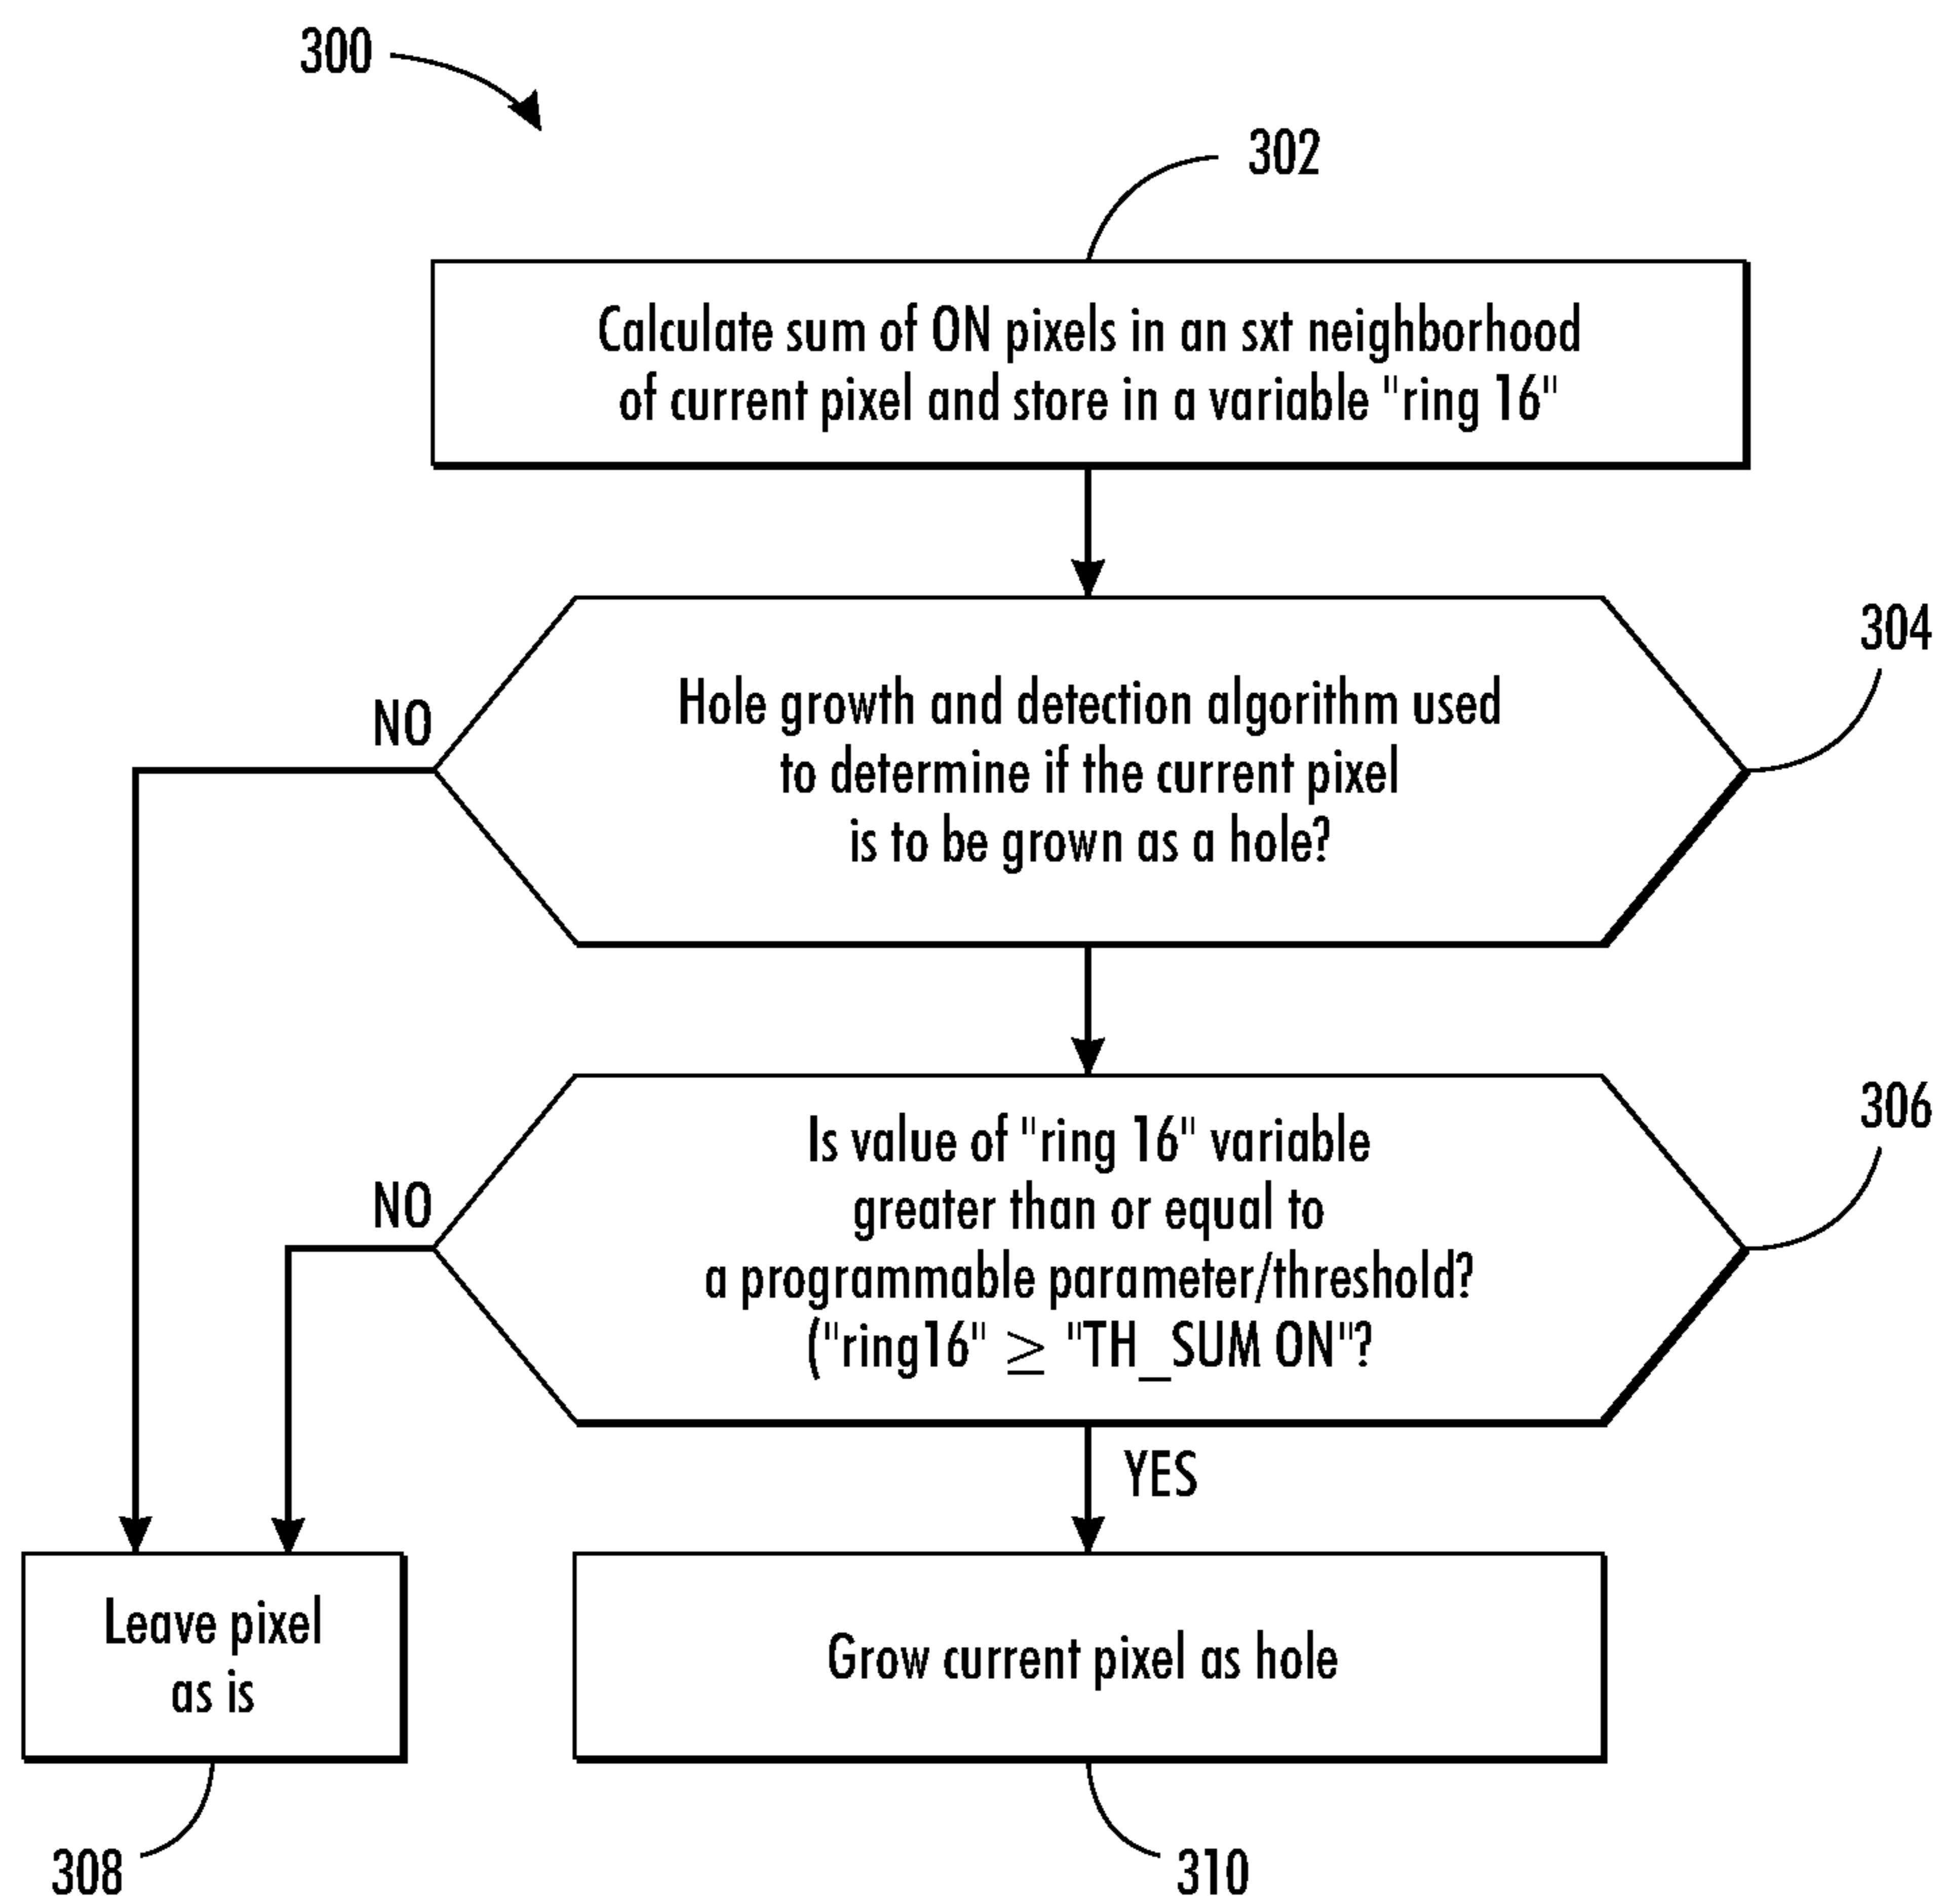 300
302
Calculate sum of ON pixels in an sxt neighborhood
of current pixel and store in a variable "ring 16"
304
NO
Hole growth and detection algorithm used
to determine if the current pixel
is to be grown as a hole?
306
NO
Is value of "ring 16" variable
greater than or equal to
a programmable parameter/threshold?
("ring16" ≥ "TH_SUM ON"?
YES
Leave pixel
as is
Grow current pixel as hole
308
310